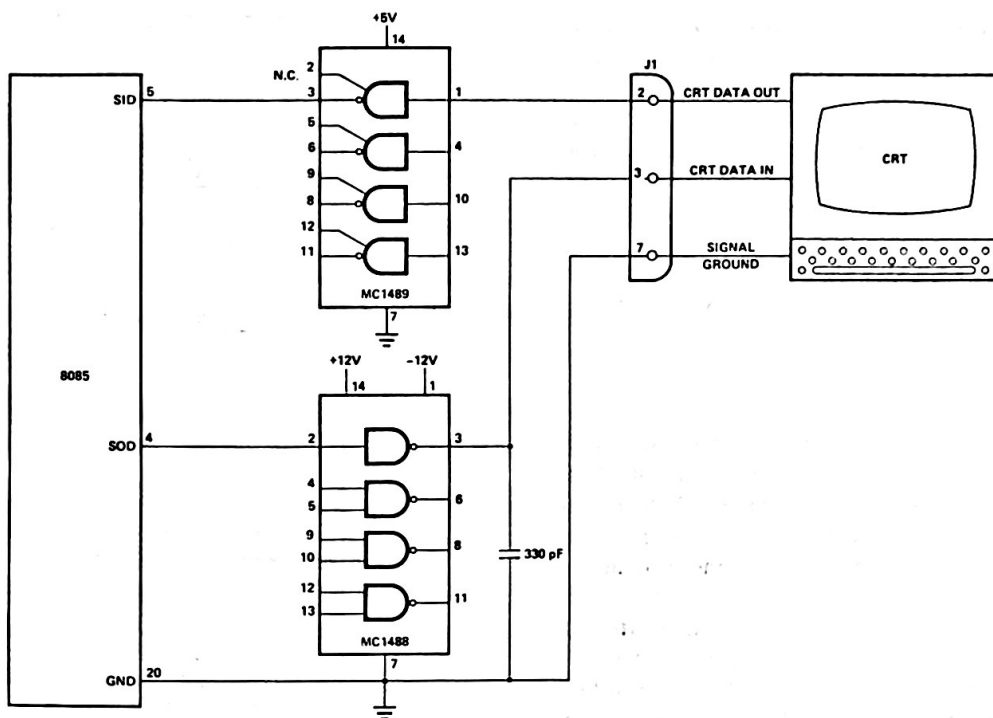 +5V
14
J1
N.C.
2
SID
5
3
1
2
CRT DATA OUT
5
6
4
CRT
9
3
CRT DATA IN
8
10
12
11
13
7
SIGNAL
GROUND
MC1489
7
+12V
-12V
8085
14
1
SOD
4
2
3
4
5
6
9
10
8
330 pF
12
13
11
MC1488
7
GND
20